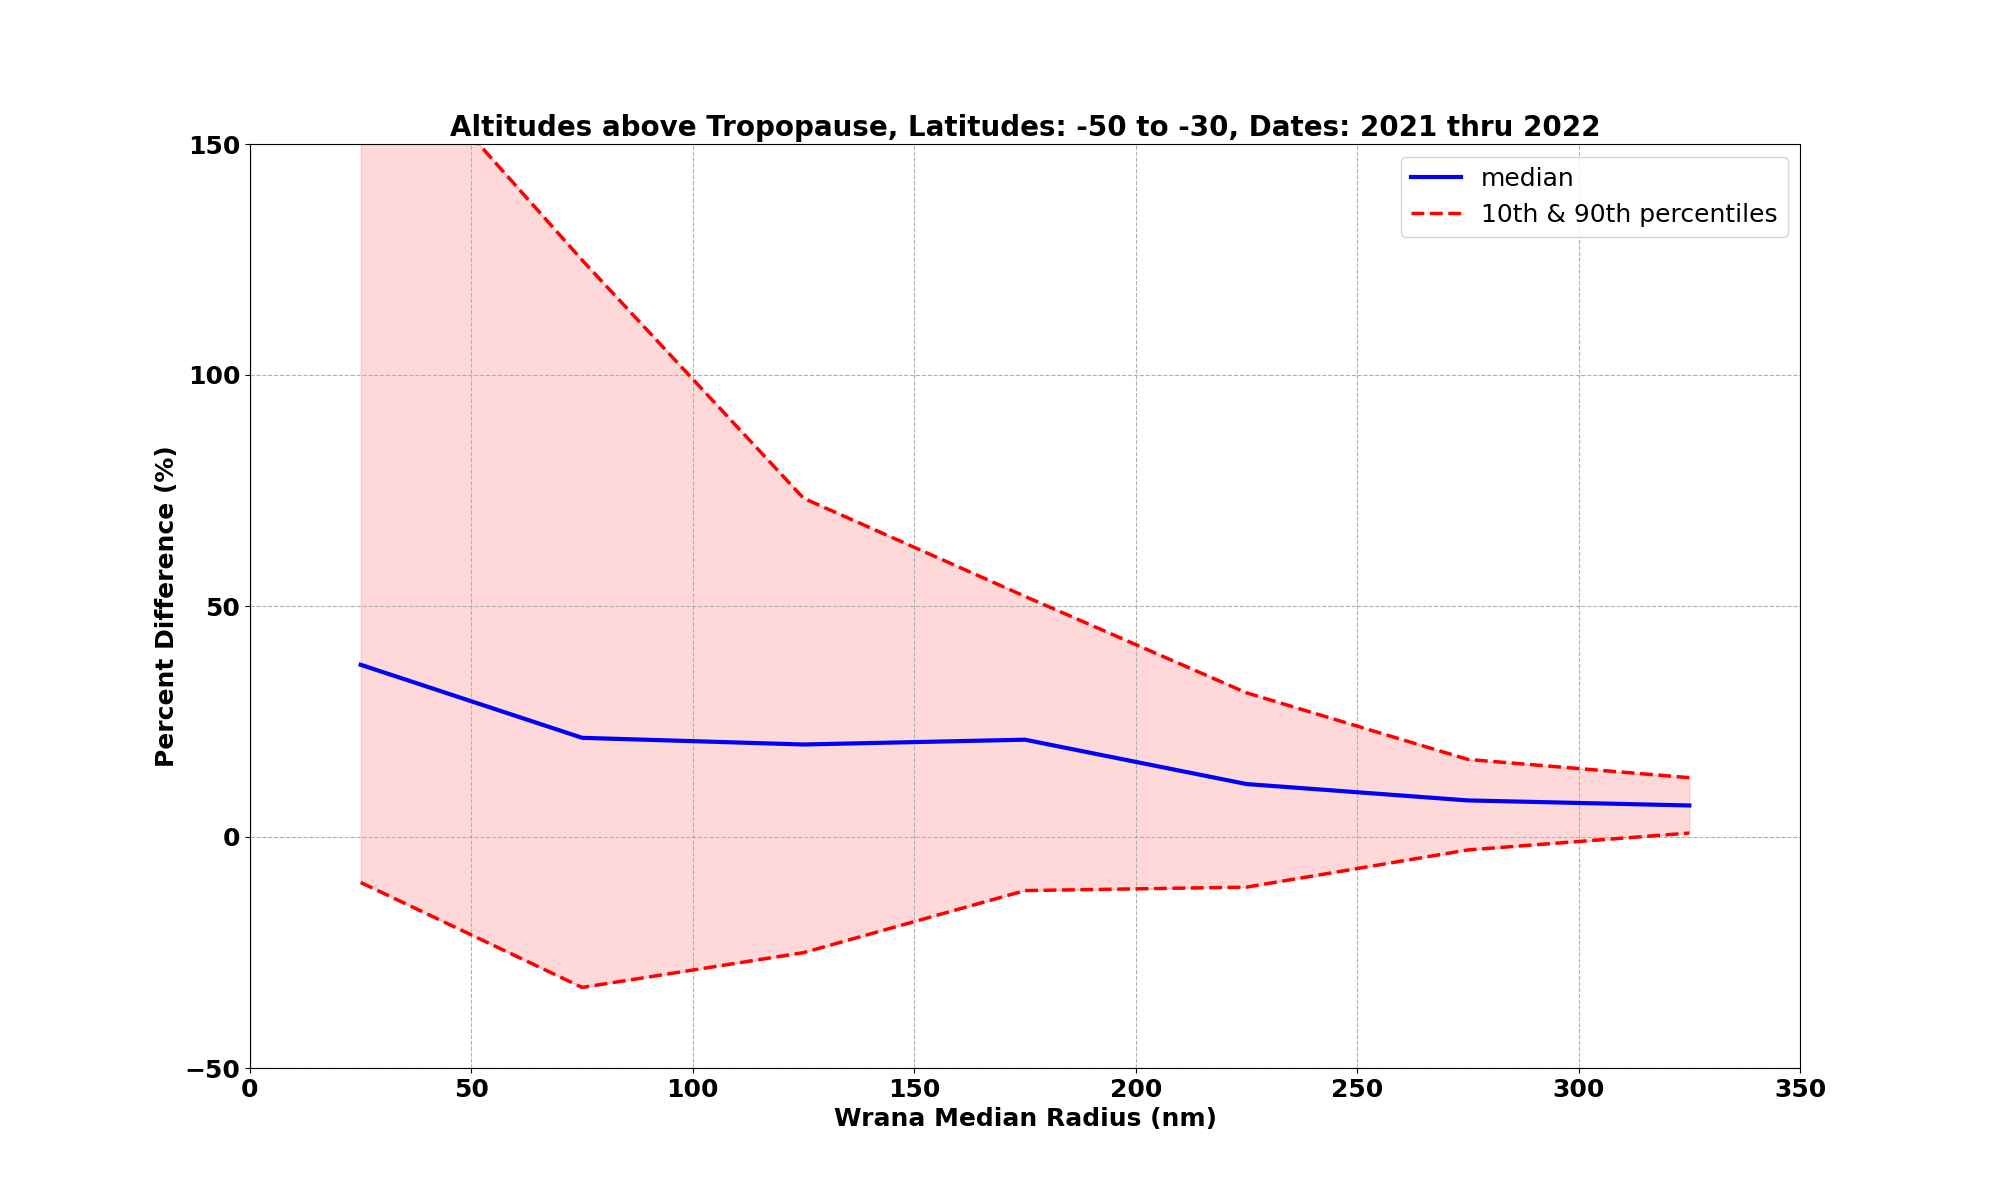 Altitudes above Tropopause, Latitudes: -50 to -30, Dates: 2021 thru 2022
median
10th & 90th percentiles
Percent Difference (%)
150
100
50
0
−50
0 50 100 150 200 250 300 350
Wrana Median Radius (nm)